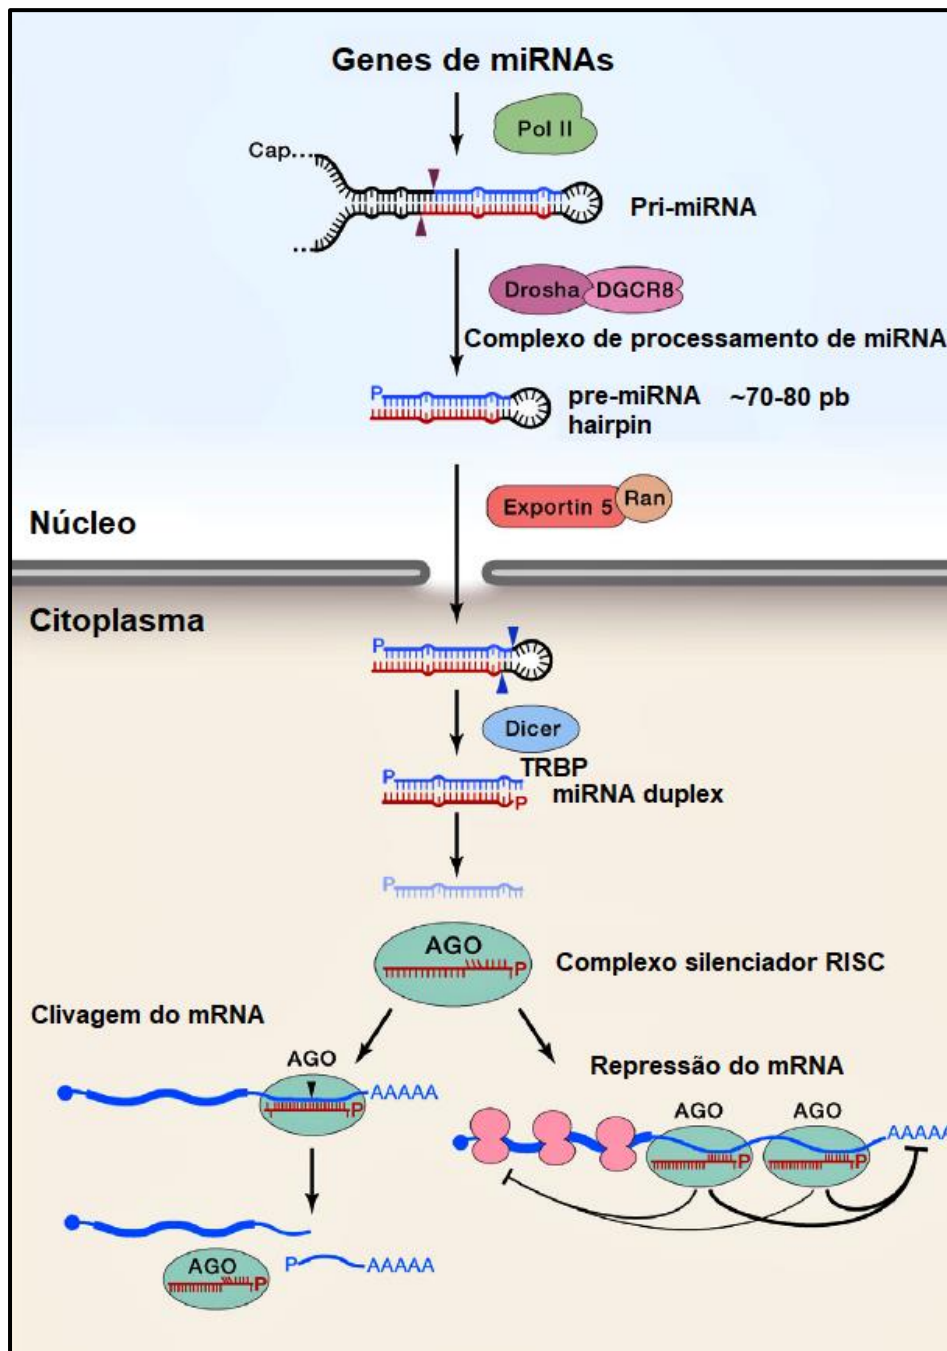 Genes de miRNAs
Pol II
Cap....
Pri-miRNA
...
Drosha DGCR8
Complexo de processamento de miRNA
P
pre-miRNA ~70-80 pb
hairpin
Exportin 5 Ran
Núcleo
Citoplasma
P
Dicer
TRBP
P
miRNA duplex
P
P
AGO
P
Complexo silenciador RISC
Clivagem do mRNA
Repressão do mRNA
AGO
AAAAA
P
AGO
AGO
AAAAA
P
P
AGO
P
P
AAAAA